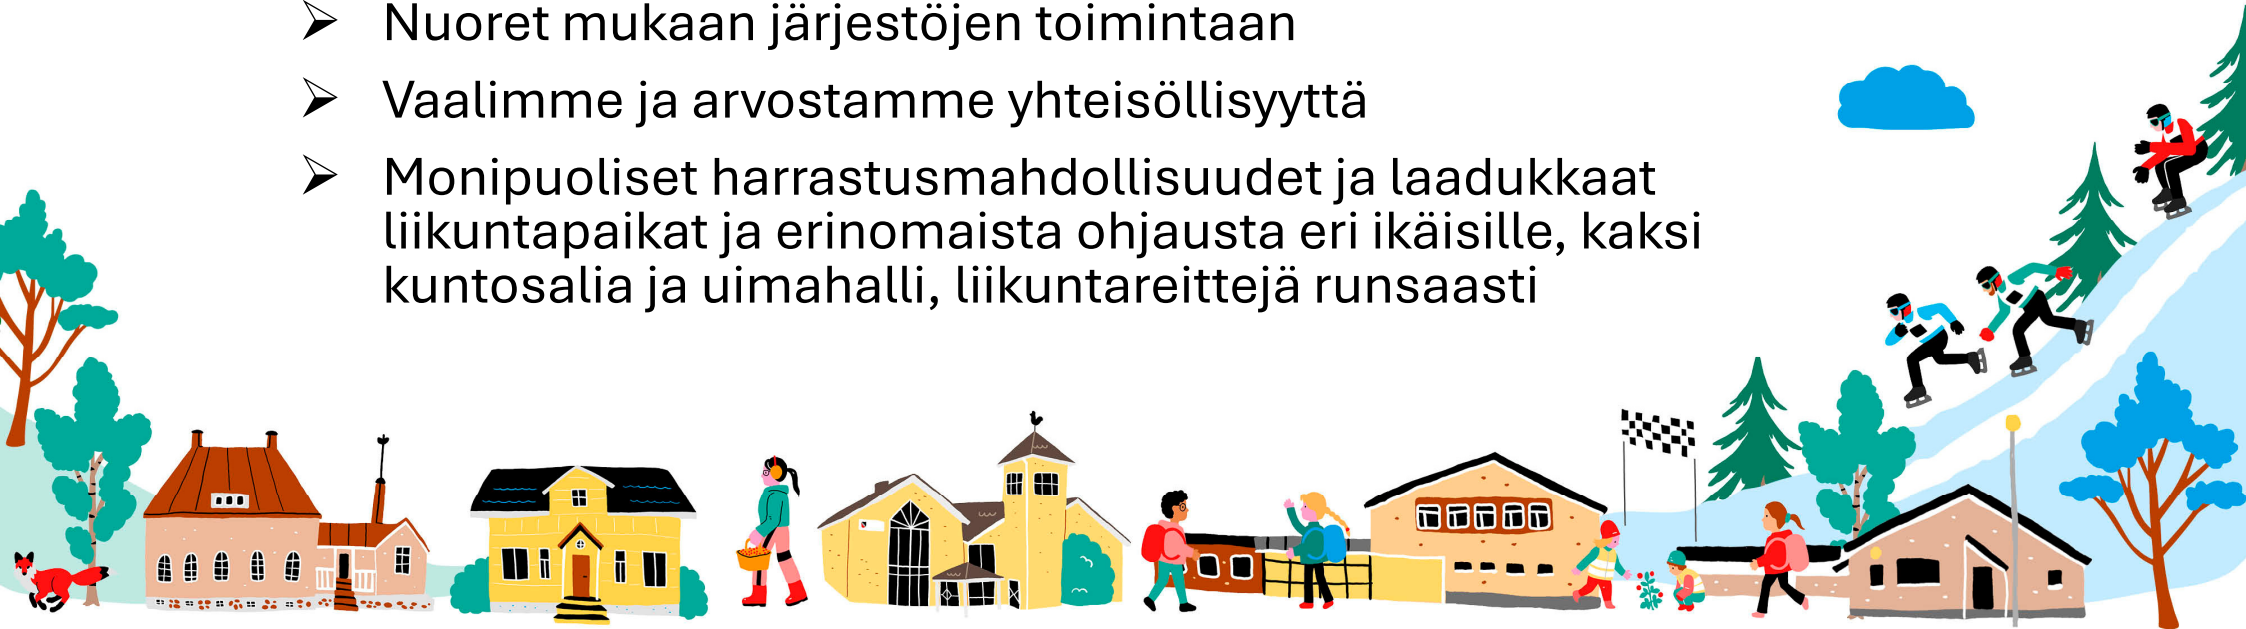 ➢ Nuoret mukaan järjestöjen toimintaan
➢ Vaalimme ja arvostamme yhteisöllisyyttä
➢ Monipuoliset harrastusmahdollisuudet ja laadukkaat
liikuntapaikat ja erinomaista ohjausta eri ikäisille, kaksi
kuntosalia ja uimahalli, liikuntareittejä runsaasti